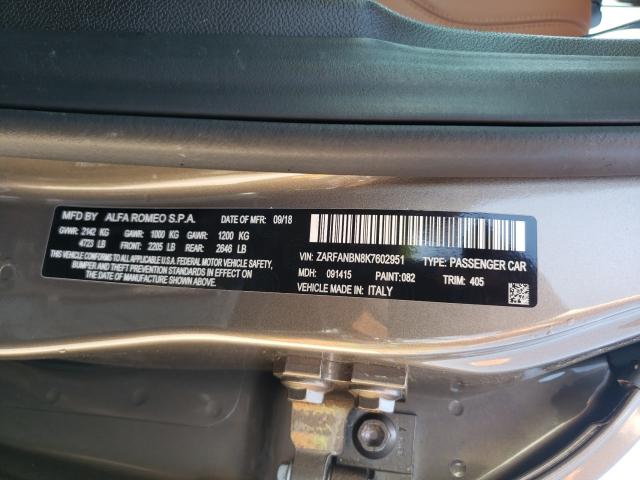 MFD BY ALFA ROMEO S.P.A. DATE OF MFR 09/18
GVWR: 2142 KG GAWR: 1000 KG GAWR: 1200 KG
4723 LB FRONT: 2205 LB REAR: 2646 LB
THIS VEHICLE CONFORMS TO ALL APPLICABLE FEDERAL MOTOR VEHICLE SAFETY,
BUMPER AND THEFT PREVENTION STANDARDS IN EFFECT ON THE DATE OF
MANUFACTURE SHOWN ABOVE.
VIN: ZARFANBN8K7602951 TYPE: PASSENGER CAR
MDH: 091415 PAINT: 082 TRIM: 405
VEHICLE MADE IN: ITALY